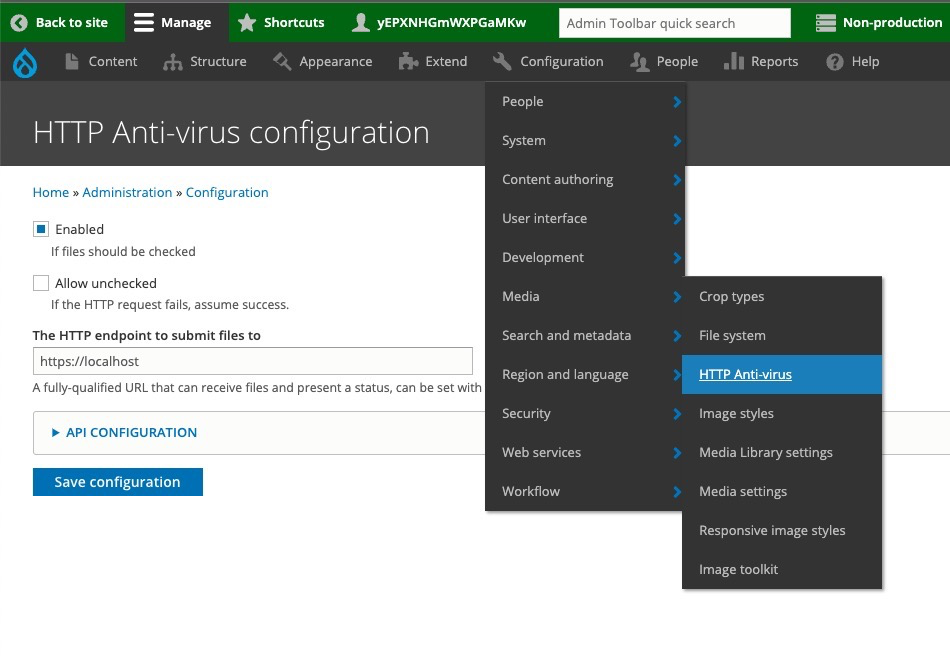 Back to site Manage Shortcuts yEPXNHGmWXPGaMKw Admin Toolbar quick search Non-production
Content Structure Appearance Extend Configuration People Reports Help
HTTP Anti-virus configuration
Home » Administration » Configuration
Enabled
If files should be checked
Allow unchecked
If the HTTP request fails, assume success.
The HTTP endpoint to submit files to
https://localhost
A fully-qualified URL that can receive files and present a status, can be set with
API CONFIGURATION
Save configuration
People
System
Content authoring
User interface
Development
Media
Search and metadata
Region and language
Security
Web services
Workflow
Crop types
File system
HTTP Anti-virus
Image styles
Media Library settings
Media settings
Responsive image styles
Image toolkit